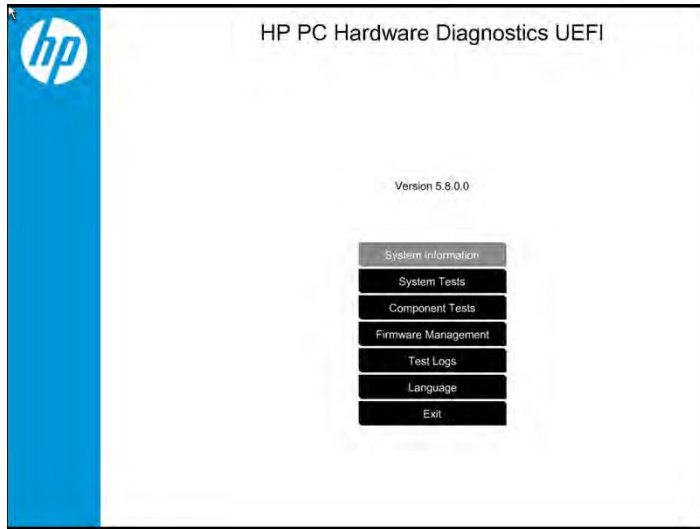 hp
HP PC Hardware Diagnostics UEFI
Version 5.8.0.0
System Information
System Tests
Component Tests
Firmware Management
Test Logs
Language
Exit